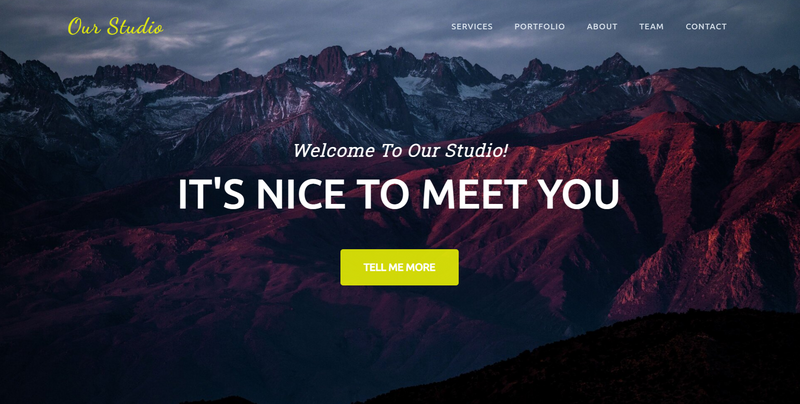 Our Studio
SERVICES PORTFOLIO ABOUT TEAM CONTACT
Welcome To Our Studio!
IT'S NICE TO MEET YOU
TELL ME MORE